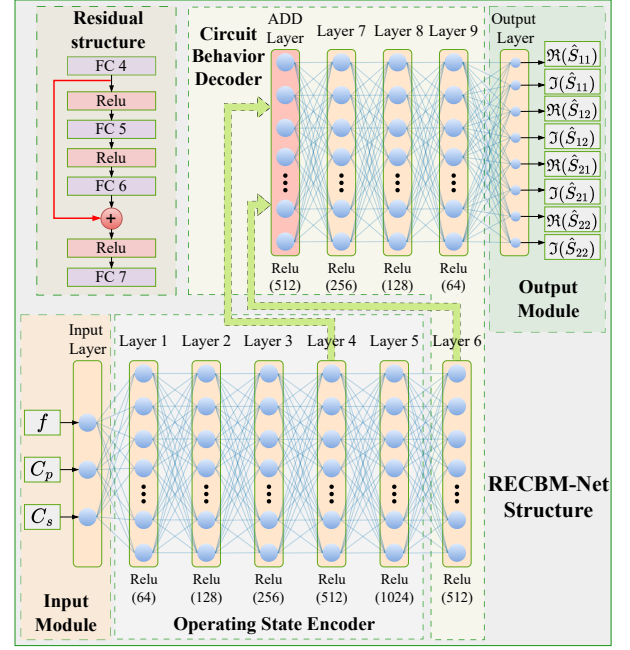 Residual
structure
FC 4
Relu
FC 5
Relu
FC 6
+
Relu
FC 7
Circuit
Behavior
Decoder
ADD
Layer
Layer 7
Layer 8
Layer 9
Output
Layer
ℜ(Ŝ₁₁)
ℑ(Ŝ₁₁)
ℜ(Ŝ₁₂)
ℑ(Ŝ₁₂)
ℜ(Ŝ₂₁)
ℑ(Ŝ₂₁)
ℜ(Ŝ₂₂)
ℑ(Ŝ₂₂)
Relu
(512)
Relu
(256)
Relu
(128)
Relu
(64)
Output
Module
Input
Layer
Layer 1
Layer 2
Layer 3
Layer 4
Layer 5
Layer 6
f
C_p
C_s
RECBM-Net
Structure
Relu
(64)
Relu
(128)
Relu
(256)
Relu
(512)
Relu
(1024)
Relu
(512)
Input
Module
Operating State Encoder